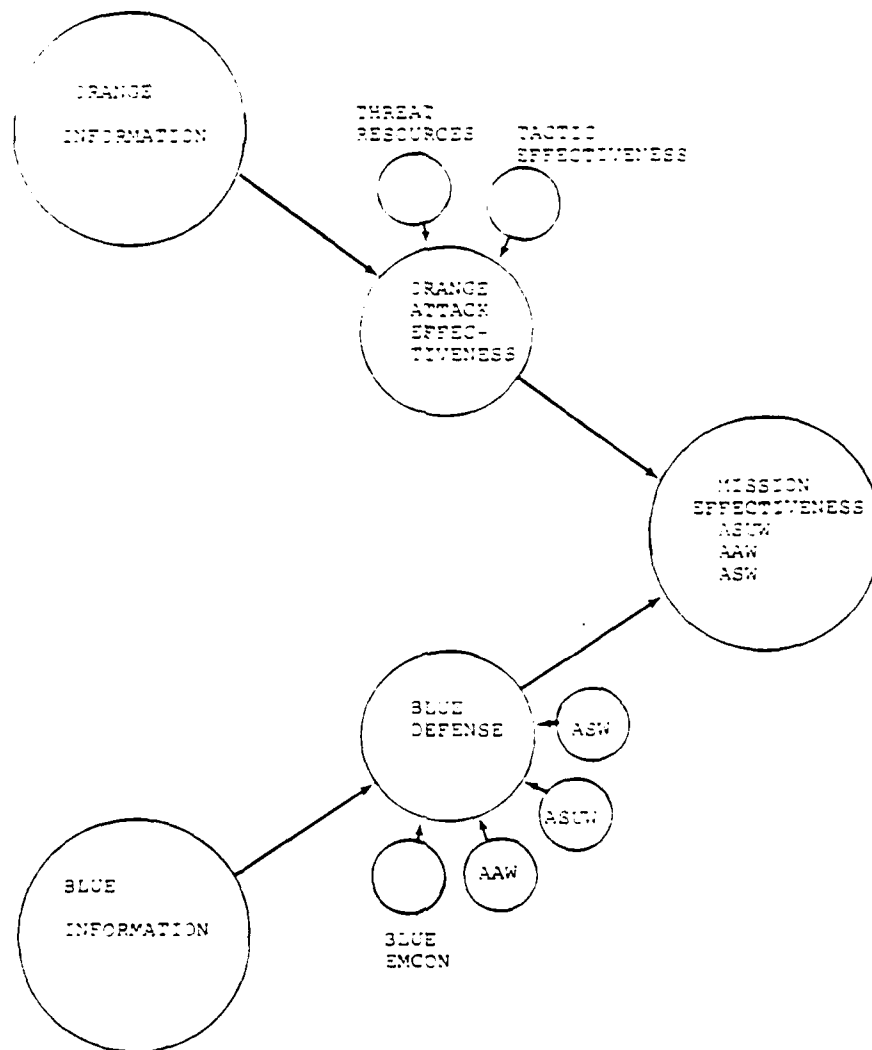 ORANGE
INFORMATION
THREAT
RESOURCES
TACTIC
EFFECTIVENESS
ORANGE
ATTACK
EFFEC-
TIVENESS
MISSION
EFFECTIVENESS
ASUW
AAW
ASW
BLUE
DEFENSE
ASW
ASUW
AAW
BLUE
EMCON
BLUE
INFORMATION